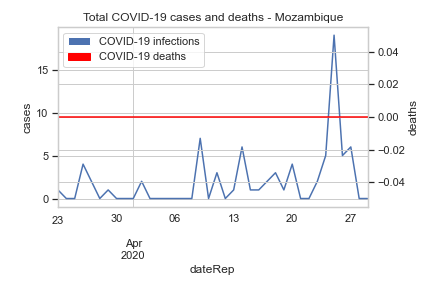 Total COVID-19 cases and deaths - Mozambique
COVID-19 infections
COVID-19 deaths
cases
15
10
5
0
0.04
0.02
0.00
−0.02
−0.04
deaths
23 30 06 13 20 27
Apr
2020
dateRep